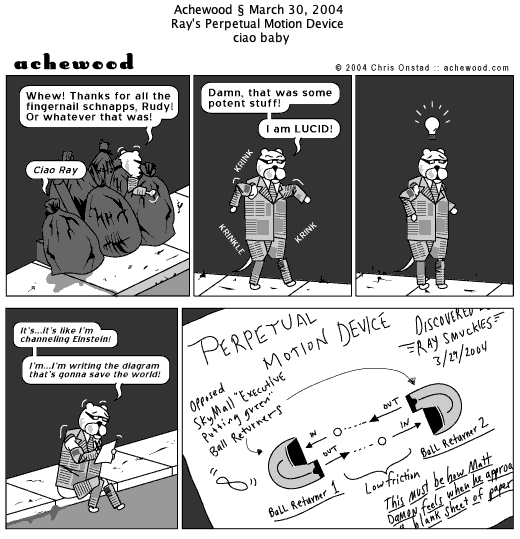 Achewood § March 30, 2004
Ray's Perpetual Motion Device
ciao baby
achewood
© 2004 Chris Onstad :: achewood.com
Whew! Thanks for all the
fingernail schnapps, Rudy!
Or whatever that was!
Ciao Ray
Damn, that was some
potent stuff!
I am LUCID!
KRINK
KRINKLE
KRINK
It's...it's like I'm
channeling Einstein!
I'm...I'm writing the diagram
that's gonna save the world!
PERPETUAL
MOTION DEVICE
DISCOVERED
RAY SMUCKLES
3/29/2004
Opposed
SkyMall "Executive
Putting green"
Ball Returners
IN
OUT
OUT
IN
Ball Returner 1
Ball Returner 2
Low friction
This must be how Matt
Damon feels when he approa
blank sheet of paper